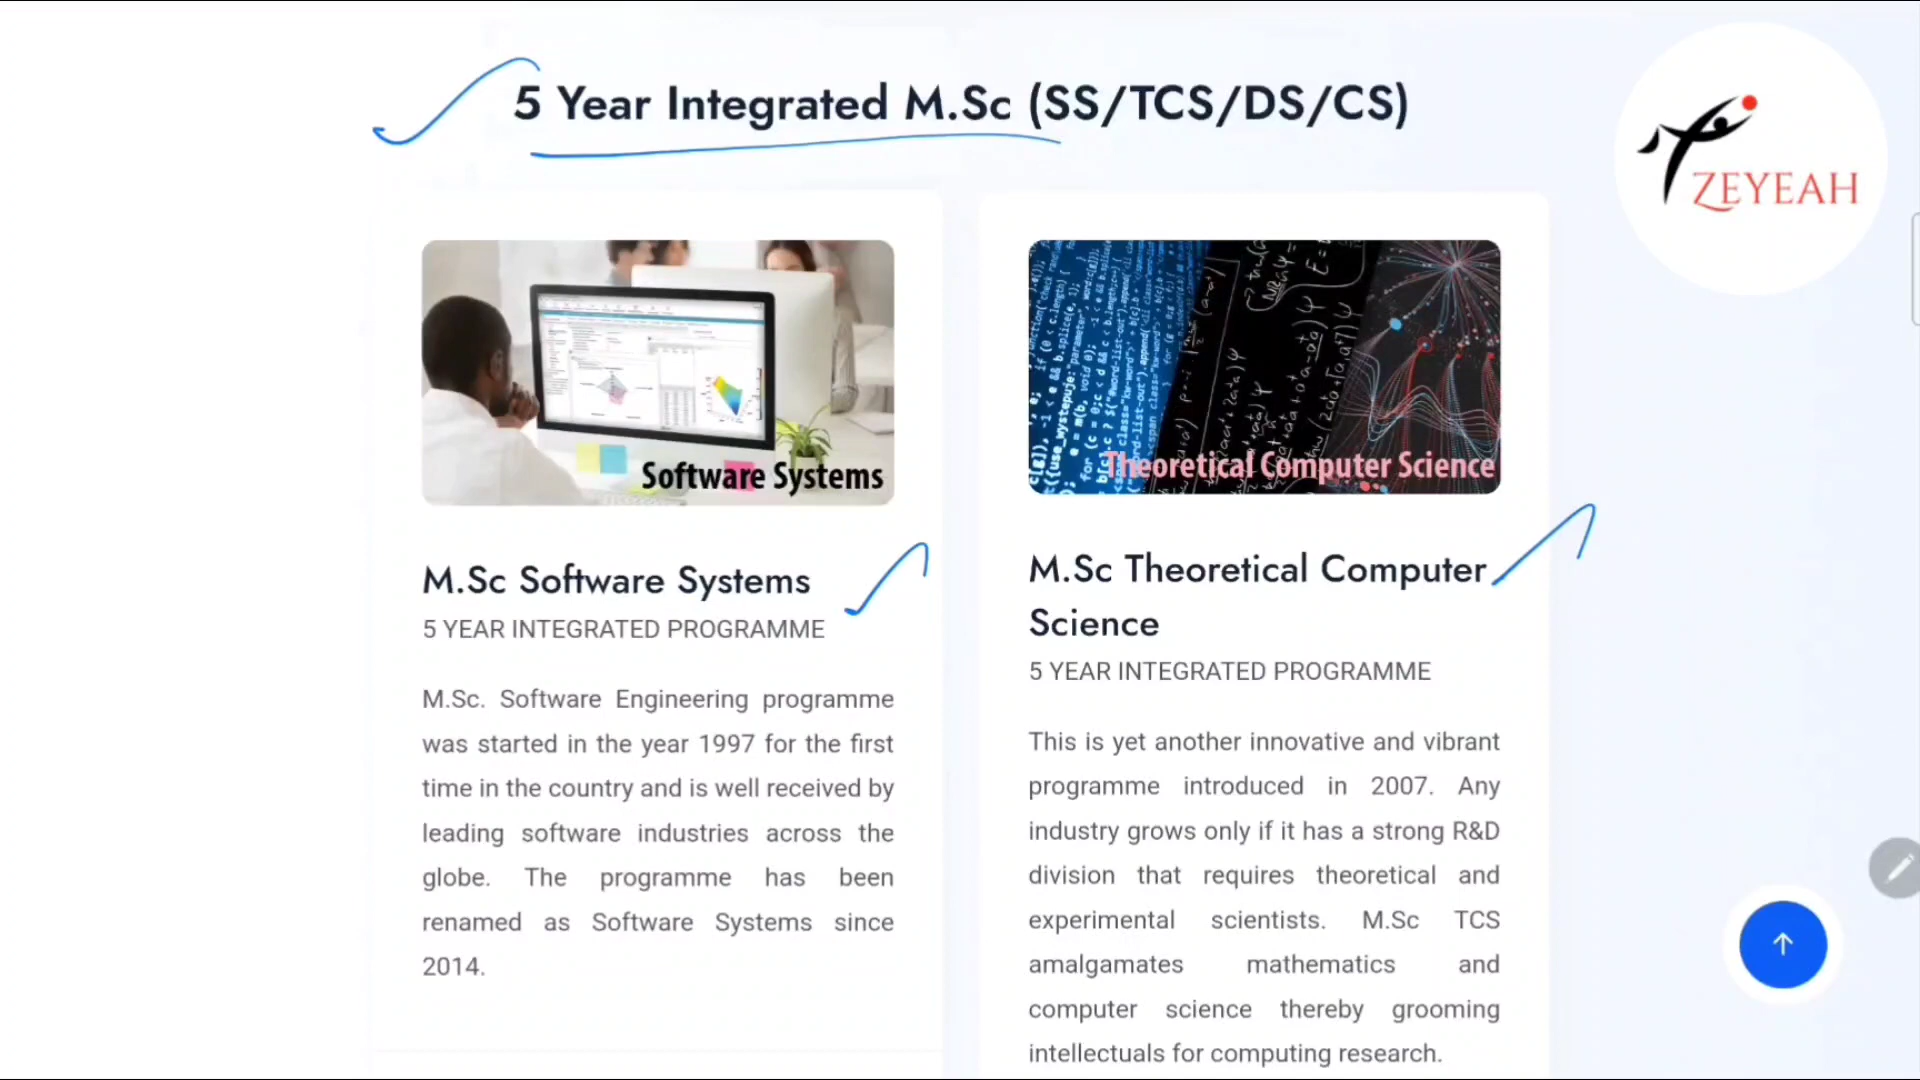 5 Year Integrated M.Sc (SS/TCS/DS/CS)
ZEYEAH
Software Systems
M.Sc Software Systems
5 YEAR INTEGRATED PROGRAMME
M.Sc. Software Engineering programme
was started in the year 1997 for the first
time in the country and is well received by
leading software industries across the
globe. The programme has been
renamed as Software Systems since
2014.
Theoretical Computer Science
M.Sc Theoretical Computer
Science
5 YEAR INTEGRATED PROGRAMME
This is yet another innovative and vibrant
programme introduced in 2007. Any
industry grows only if it has a strong R&D
division that requires theoretical and
experimental scientists. M.Sc TCS
amalgamates mathematics and
computer science thereby grooming
intellectuals for computing research.